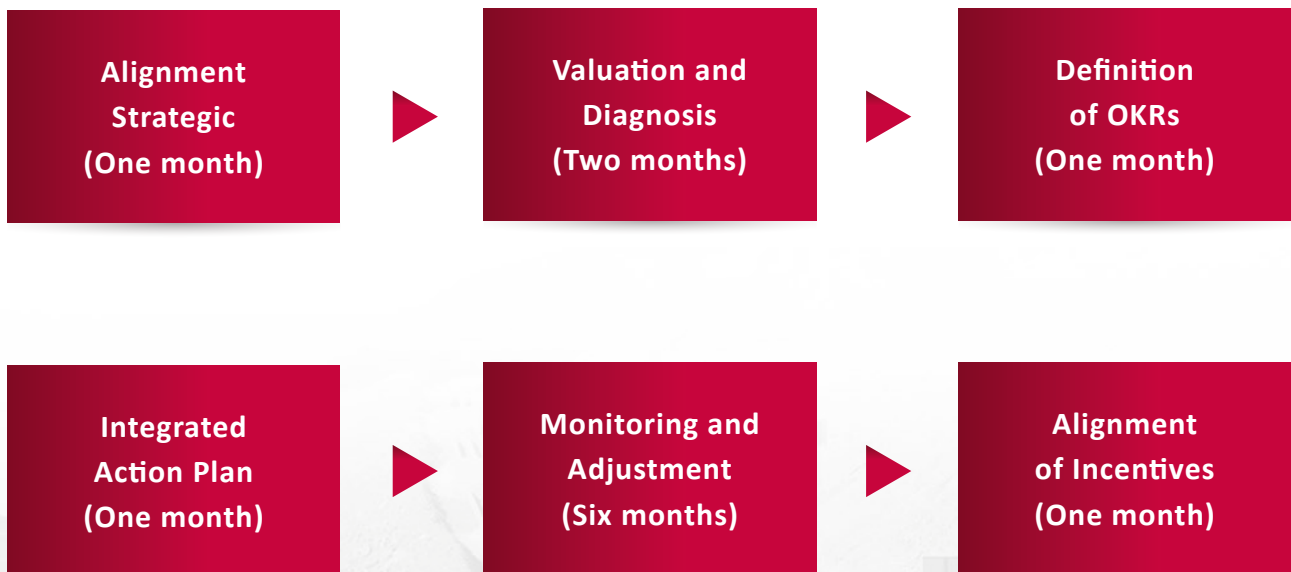 Alignment
Strategic
(One month)
Valuation and
Diagnosis
(Two months)
Definition
of OKRs
(One month)
Integrated
Action Plan
(One month)
Monitoring and
Adjustment
(Six months)
Alignment
of Incentives
(One month)